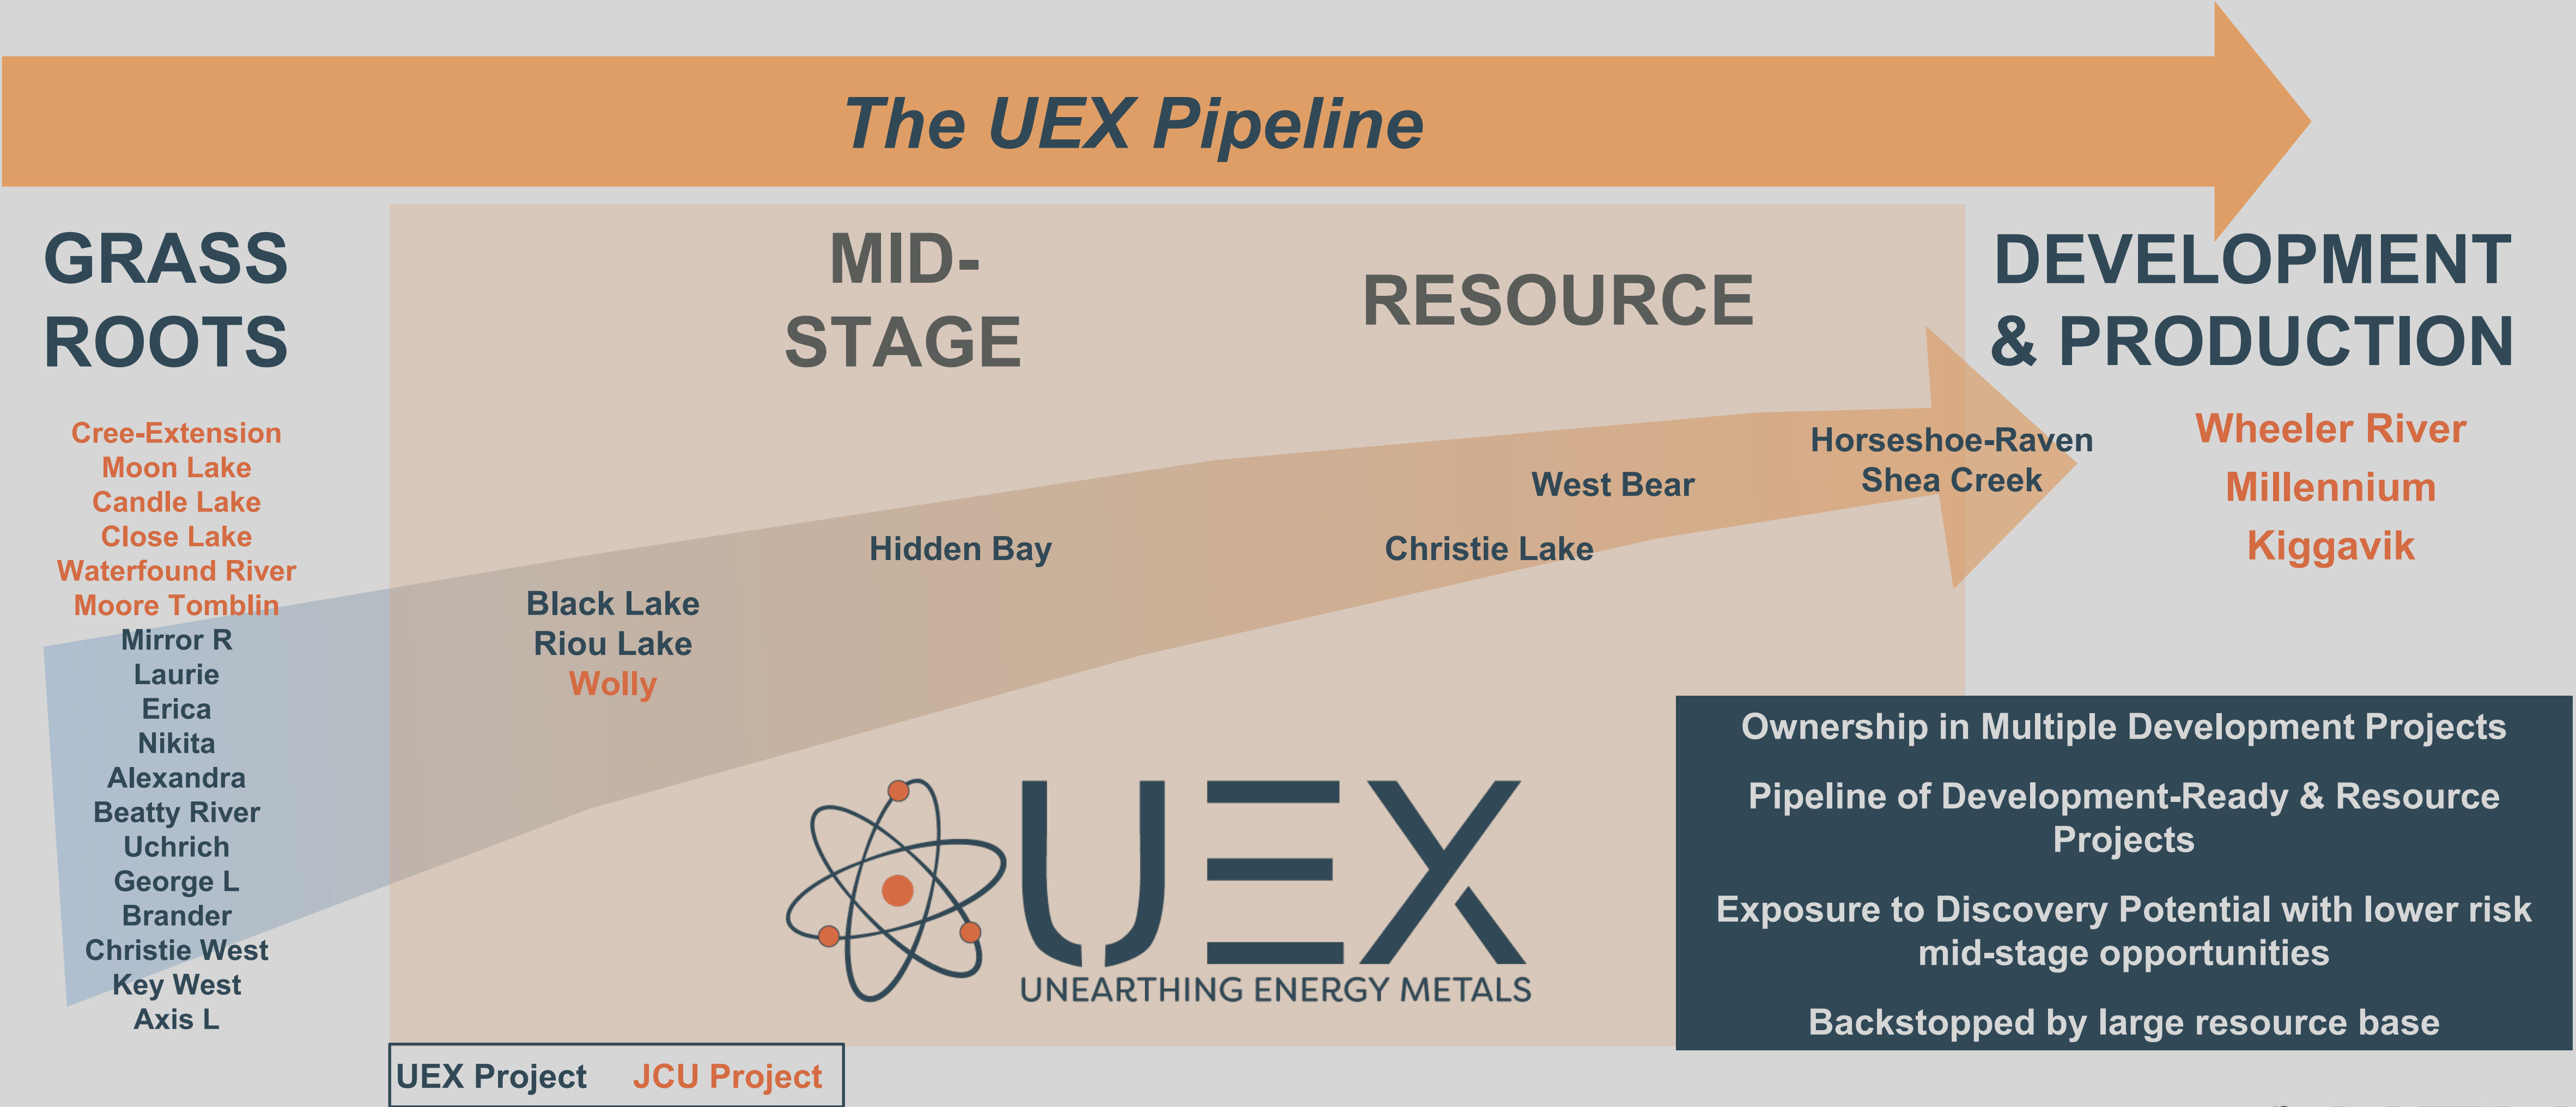 The UEX Pipeline
GRASS
ROOTS
Cree-Extension
Moon Lake
Candle Lake
Close Lake
Waterfound River
Moore Tomblin
Mirror R
Laurie
Erica
Nikita
Alexandra
Beatty River
Uchrich
George L
Brander
Christie West
Key West
Axis L
MID-
STAGE
Black Lake
Riou Lake
Wolly
Hidden Bay
RESOURCE
Christie Lake
West Bear
Horseshoe-Raven
Shea Creek
DEVELOPMENT
& PRODUCTION
Wheeler River
Millennium
Kiggavik
UEX
UNEARTHING ENERGY METALS
Ownership in Multiple Development Projects
Pipeline of Development-Ready & Resource
Projects
Exposure to Discovery Potential with lower risk
mid-stage opportunities
Backstopped by large resource base
UEX Project JCU Project